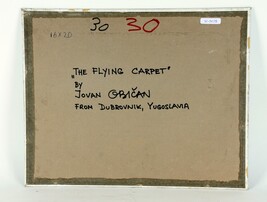 30 30
„THE FLYING CARPET"
BY
JOVAN OBIČAN
FROM DUBROVNIK, YUGOSLAVIA